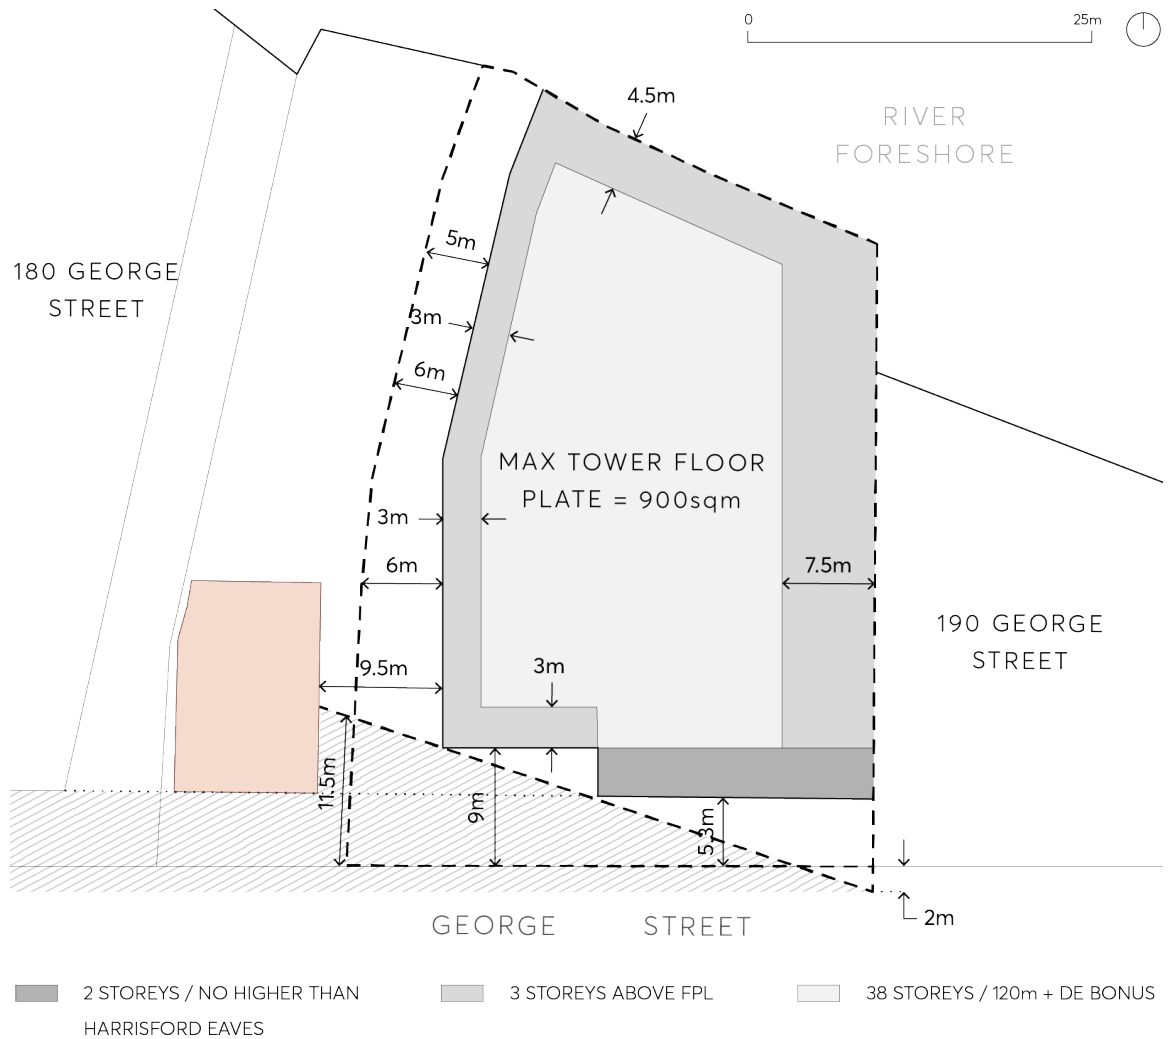 0
25m
4.5m
RIVER
FORESHORE
5m
180 GEORGE
STREET
3m
6m
MAX TOWER FLOOR
PLATE = 900sqm
3m
6m
7.5m
190 GEORGE
STREET
9.5m
3m
11.5m
9m
5.3m
2m
GEORGE STREET
2 STOREYS / NO HIGHER THAN
HARRISFORD EAVES
3 STOREYS ABOVE FPL
38 STOREYS / 120m + DE BONUS